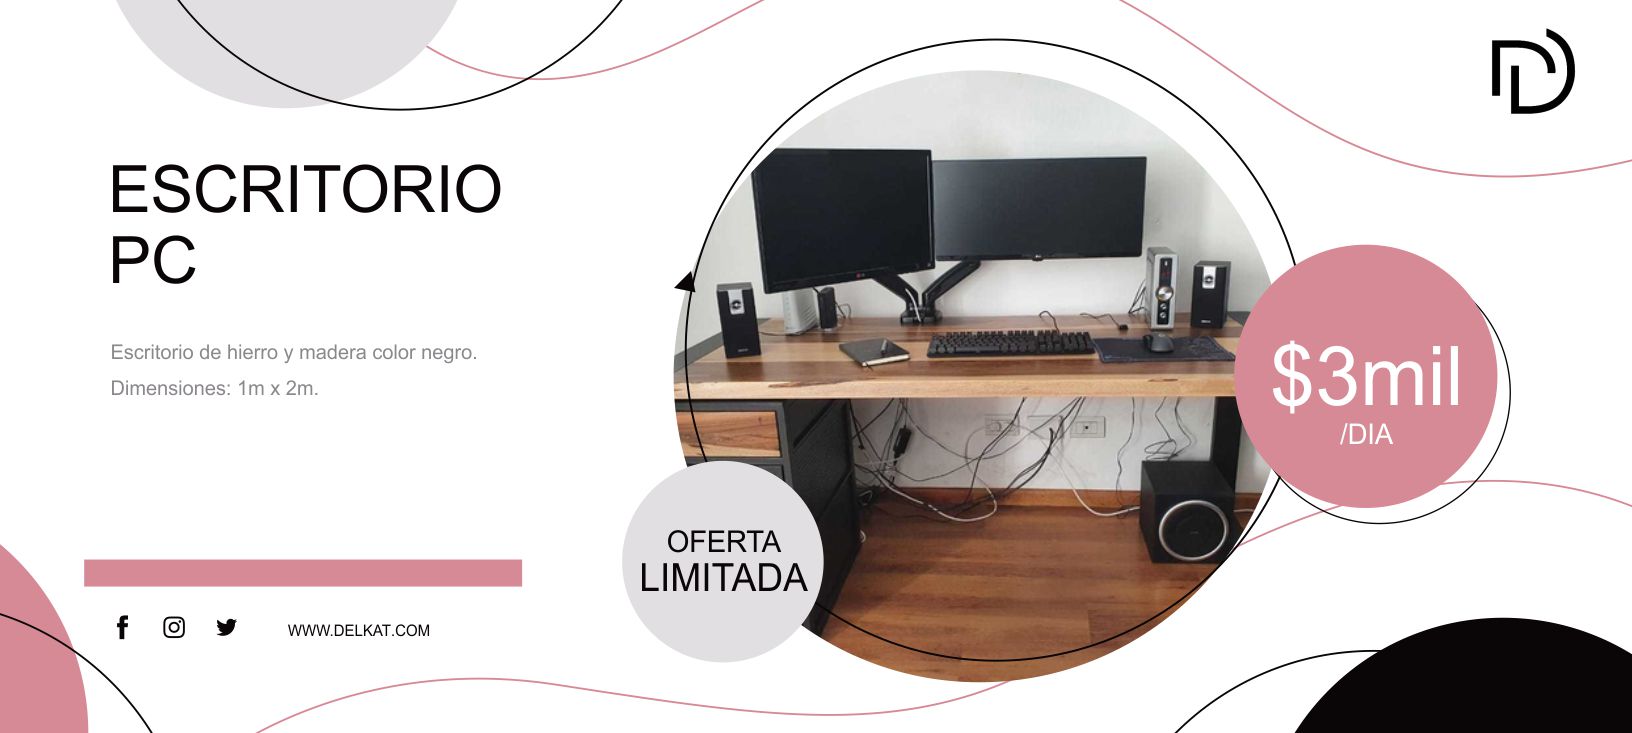 ESCRITORIO
PC
Escritorio de hierro y madera color negro.
Dimensiones: 1m x 2m.
$3mil
/DIA
OFERTA
LIMITADA
WWW.DELKAT.COM